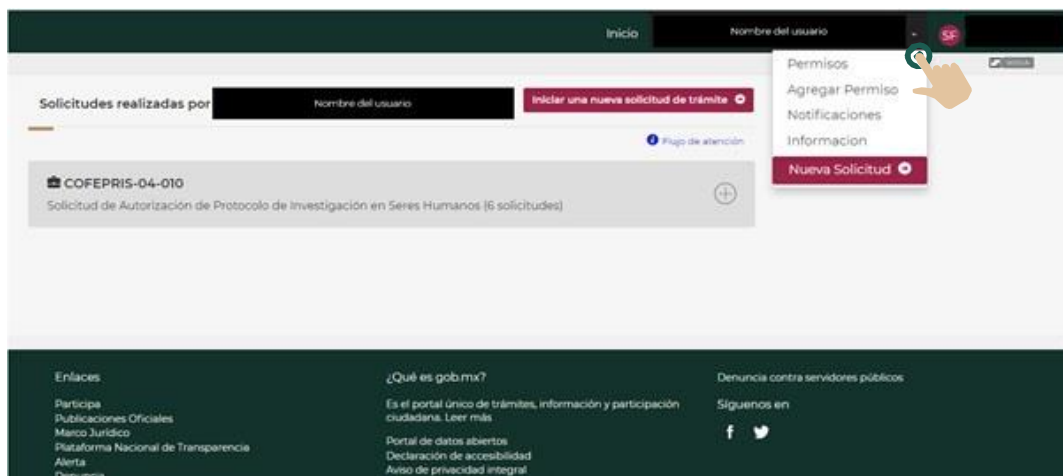 Inicio
Nombre del usuario
SF
Permisos
Agregar Permiso
Notificaciones
Informacion
Nueva Solicitud
Solicitudes realizadas por
Nombre del usuario
Iniciar una nueva solicitud de trámite
Flujo de atención
COFEPRIS-04-010
Solicitud de Autorización de Protocolo de Investigación en Seres Humanos (6 solicitudes)
Enlaces
Participa
Publicaciones Oficiales
Marco Jurídico
Plataforma Nacional de Transparencia
Alerta
Denuncia
¿Qué es gob.mx?
Es el portal único de trámites, información y participación
ciudadana. Leer más
Portal de datos abiertos
Declaración de accesibilidad
Aviso de privacidad integral
Denuncia contra servidores públicos
Síguenos en